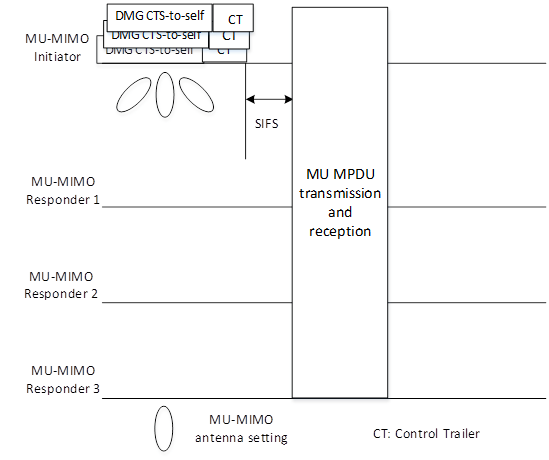 DMG CTS-to-self CT
DMG CTS-to-self CT
DMG CTS-to-self CT
MU-MIMO
Initiator
SIFS
MU MPDU
transmission
and
reception
MU-MIMO
Responder 1
MU-MIMO
Responder 2
MU-MIMO
Responder 3
MU-MIMO
antenna setting
CT: Control Trailer